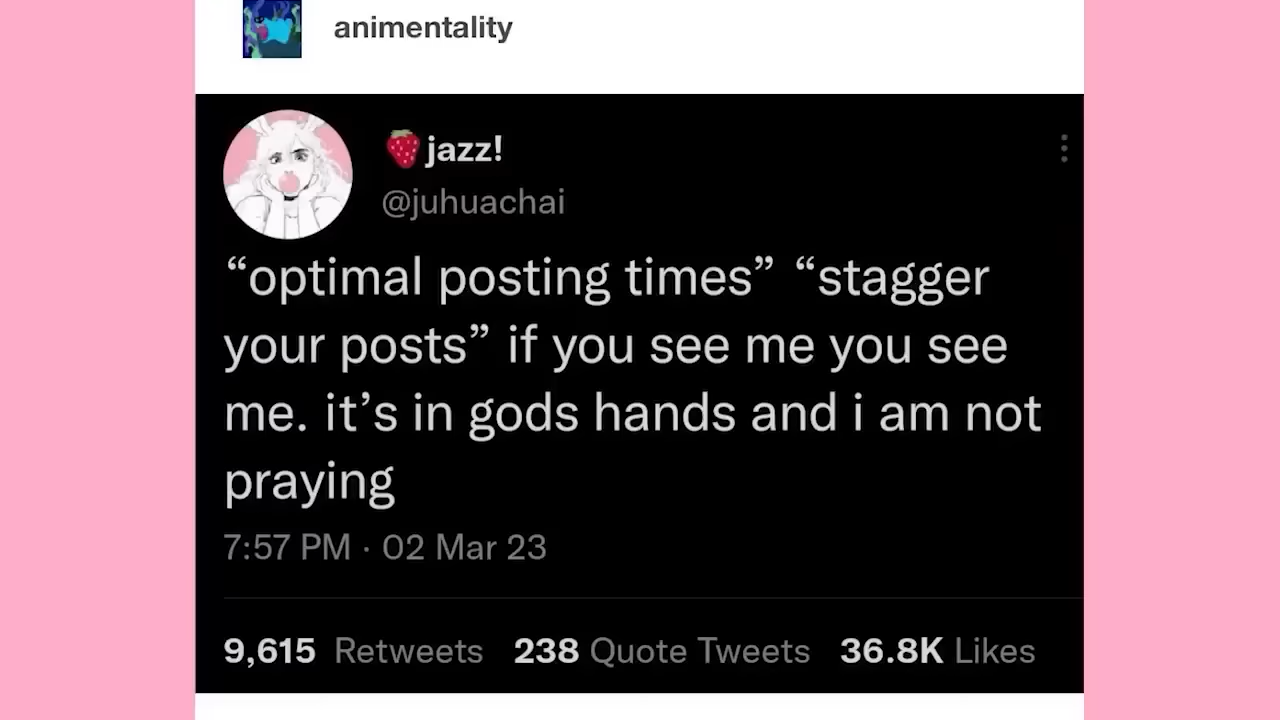 animentality
🍓jazz!
@juhuachai
“optimal posting times” “stagger
your posts” if you see me you see
me. it’s in gods hands and i am not
praying
7:57 PM · 02 Mar 23
9,615 Retweets 238 Quote Tweets 36.8K Likes